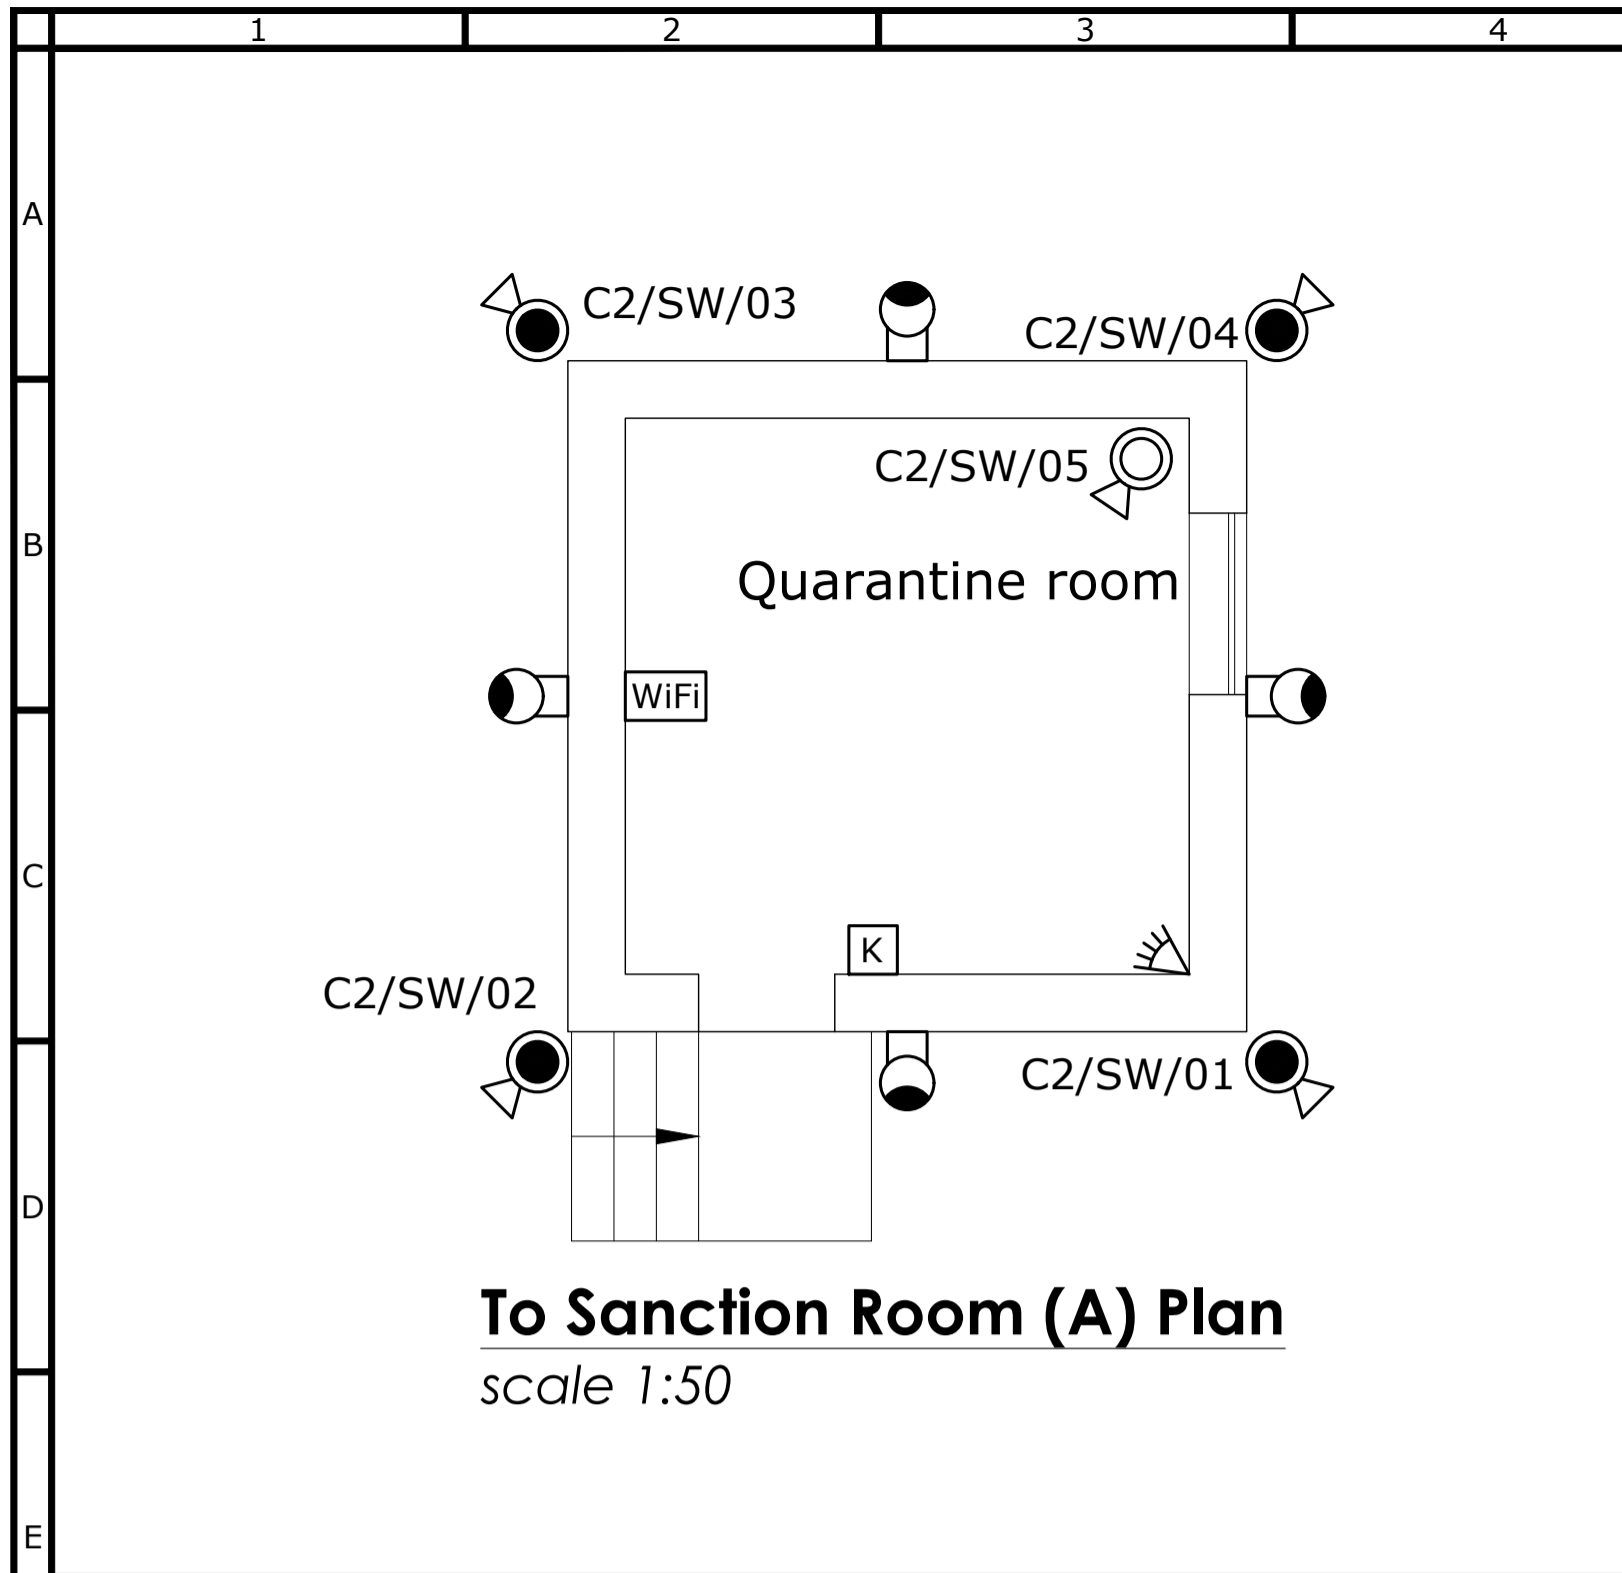 1 2 3 4
A
C2/SW/03
C2/SW/04
C2/SW/05
B
Quarantine room
WiFi
C
K
C2/SW/02
C2/SW/01
D
To Sanction Room (A) Plan
scale 1:50
E